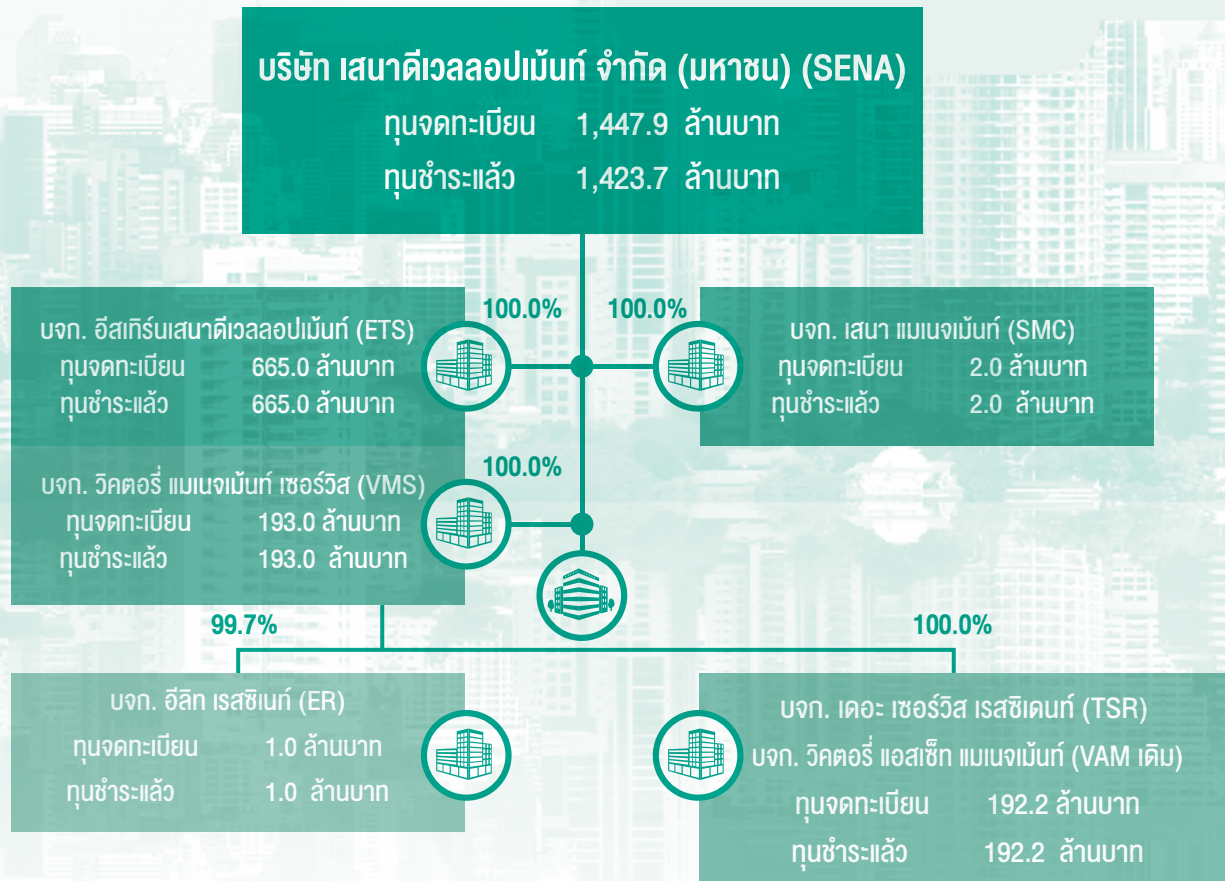 บริษัท เสนาดีเวลลอปเม้นท์ จำกัด (มหาชน) (SENA)
ทุนจดทะเบียน 1,447.9 ล้านบาท
ทุนชำระแล้ว 1,423.7 ล้านบาท
100.0% 100.0%
บจก. อีสเทิร์นเสนาดีเวลลอปเม้นท์ (ETS)
ทุนจดทะเบียน 665.0 ล้านบาท
ทุนชำระแล้ว 665.0 ล้านบาท
บจก. เสนา แมเนจเม้นท์ (SMC)
ทุนจดทะเบียน 2.0 ล้านบาท
ทุนชำระแล้ว 2.0 ล้านบาท
100.0%
บจก. วิคตอรี่ แมเนจเม้นท์ เซอร์วิส (VMS)
ทุนจดทะเบียน 193.0 ล้านบาท
ทุนชำระแล้ว 193.0 ล้านบาท
99.7% 100.0%
บจก. อีลิท เรสซิเนท์ (ER)
ทุนจดทะเบียน 1.0 ล้านบาท
ทุนชำระแล้ว 1.0 ล้านบาท
บจก. เดอะ เซอร์วิส เรสซิเดนท์ (TSR)
บจก. วิคตอรี่ แอสเซ็ท แมเนจเม้นท์ (VAM เดิม)
ทุนจดทะเบียน 192.2 ล้านบาท
ทุนชำระแล้ว 192.2 ล้านบาท